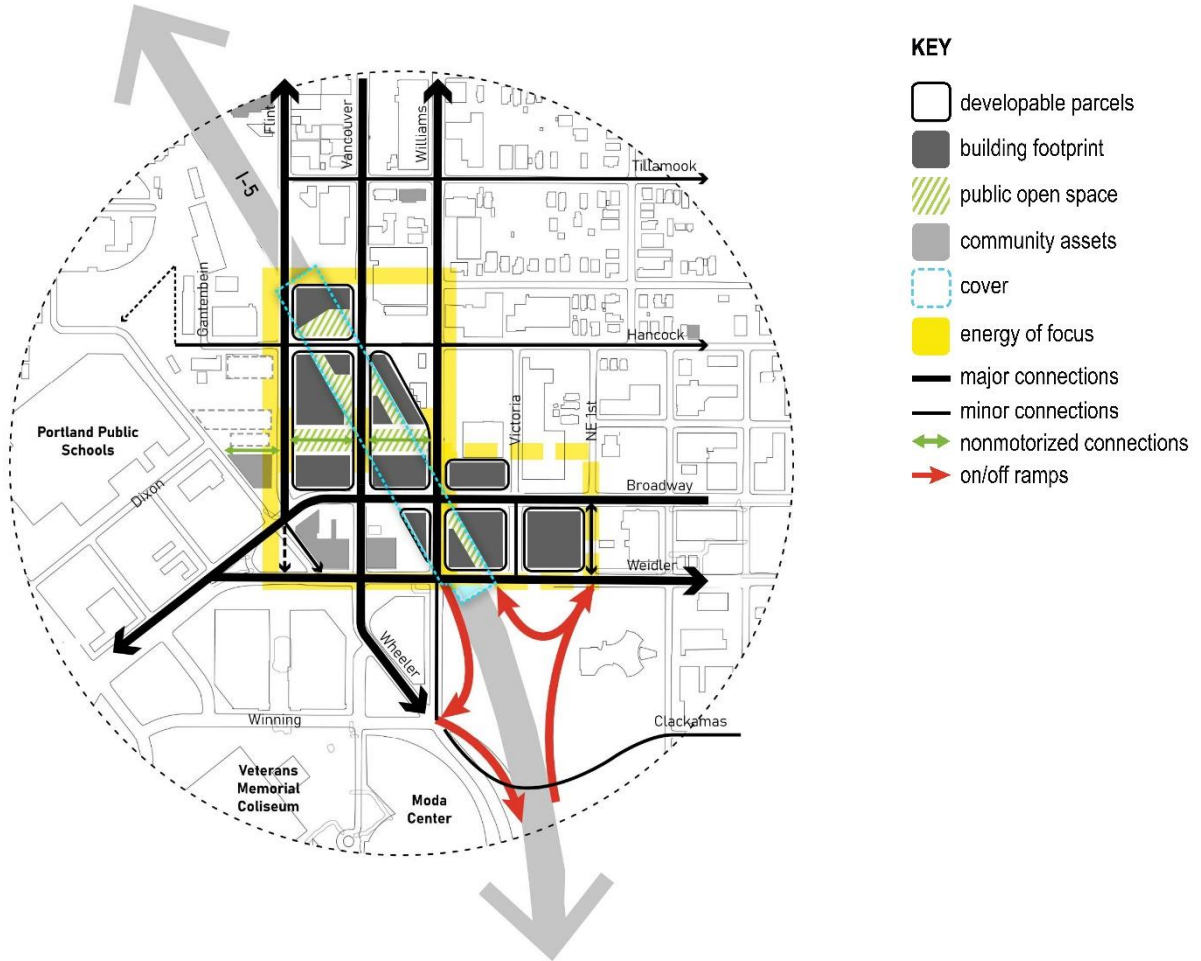 KEY
developable parcels
building footprint
public open space
community assets
cover
energy of focus
major connections
minor connections
nonmotorized connections
on/off ramps
I-5
Flint
Vancouver
Williams
Tillamook
Gantenbein
Hancock
Victoria
NE 1st
Portland Public
Schools
Dixon
Broadway
Weidler
Wheeler
Winning
Clackamas
Veterans
Memorial
Coliseum
Moda
Center